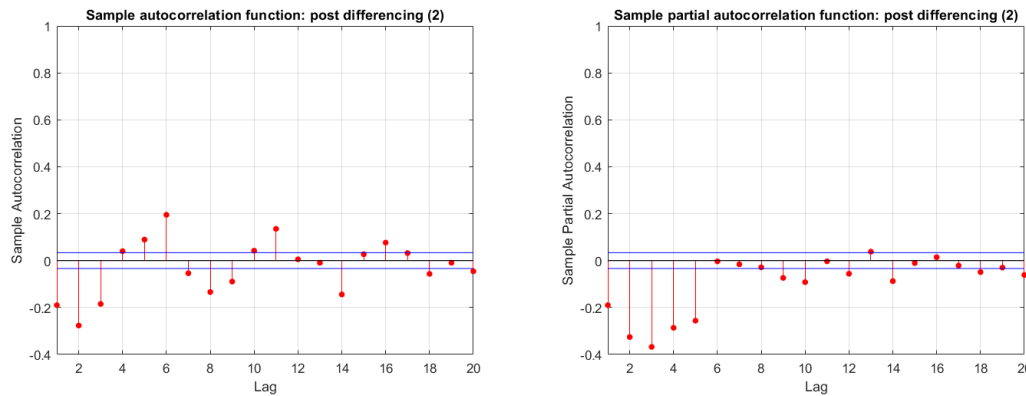 Sample autocorrelation function: post differencing (2)
1
0.8
0.6
0.4
0.2
0
-0.2
-0.4
Sample Autocorrelation
2 4 6 8 10 12 14 16 18 20
Lag
Sample partial autocorrelation function: post differencing (2)
1
0.8
0.6
0.4
0.2
0
-0.2
-0.4
Sample Partial Autocorrelation
2 4 6 8 10 12 14 16 18 20
Lag